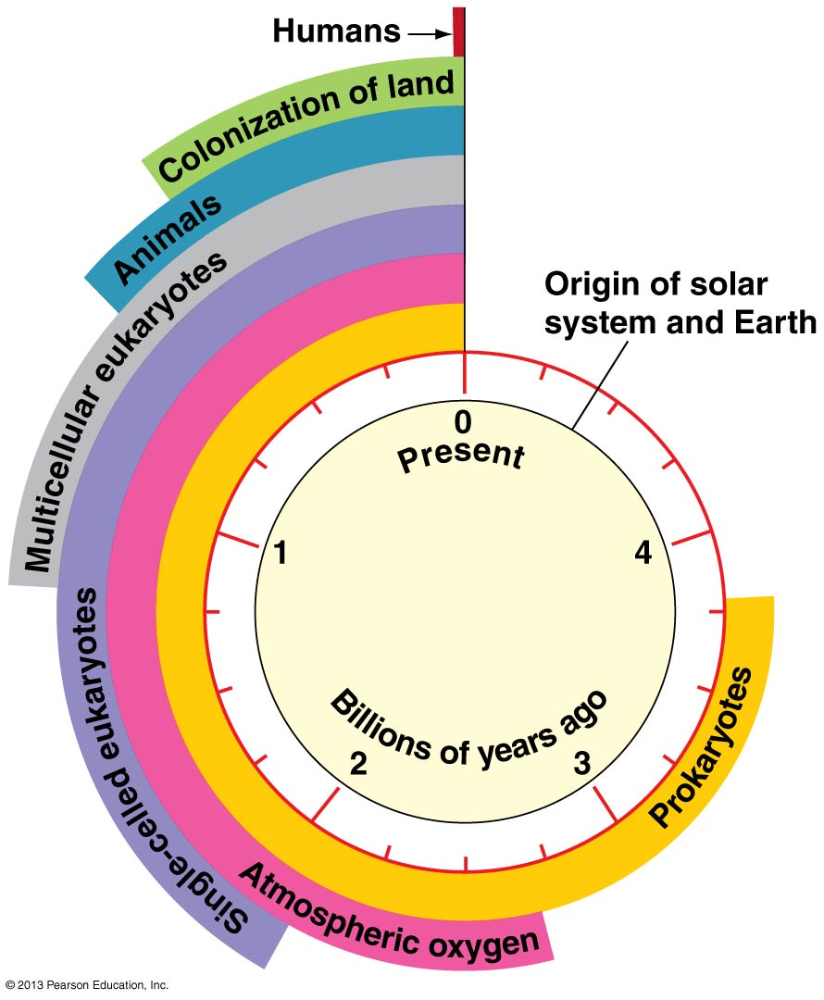 Humans
Colonization of land
Animals
Multicellular eukaryotes
Origin of solar
system and Earth
0
Present
1
4
Billions of years ago
2
3
Prokaryotes
Single-celled eukaryotes
Atmospheric oxygen
© 2013 Pearson Education, Inc.